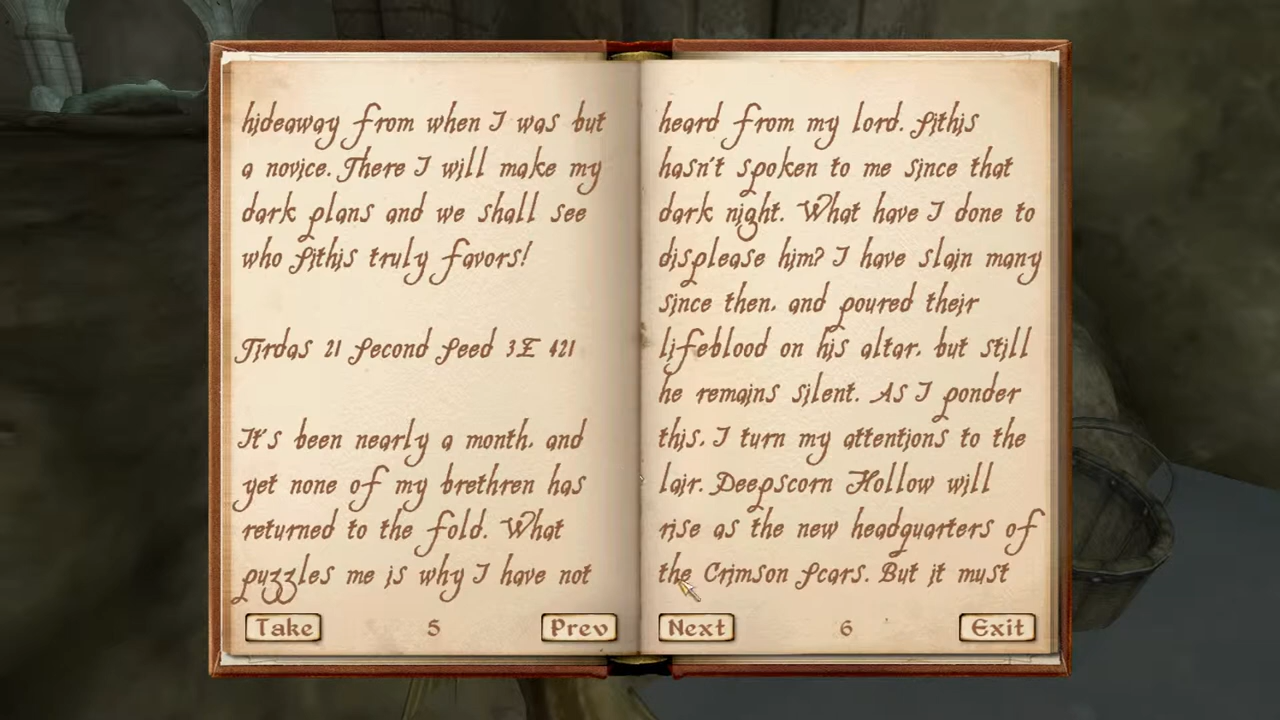 hideaway from when I was but
a novice. There I will make my
dark plans and we shall see
who Sithis truly favors!
Tirdas 21 Second Seed 3E 421
It's been nearly a month, and
yet none of my brethren has
returned to the fold. What
puzzles me is why I have not
heard from my lord. Sithis
hasn't spoken to me since that
dark night. What have I done to
displease him? I have slain many
since then, and poured their
lifeblood on his altar, but still
he remains silent. As I ponder
this, I turn my attentions to the
lair. Deepscorn Hollow will
rise as the new headquarters of
the Crimson Scars. But it must
Take 5 Prev Next 6 Exit